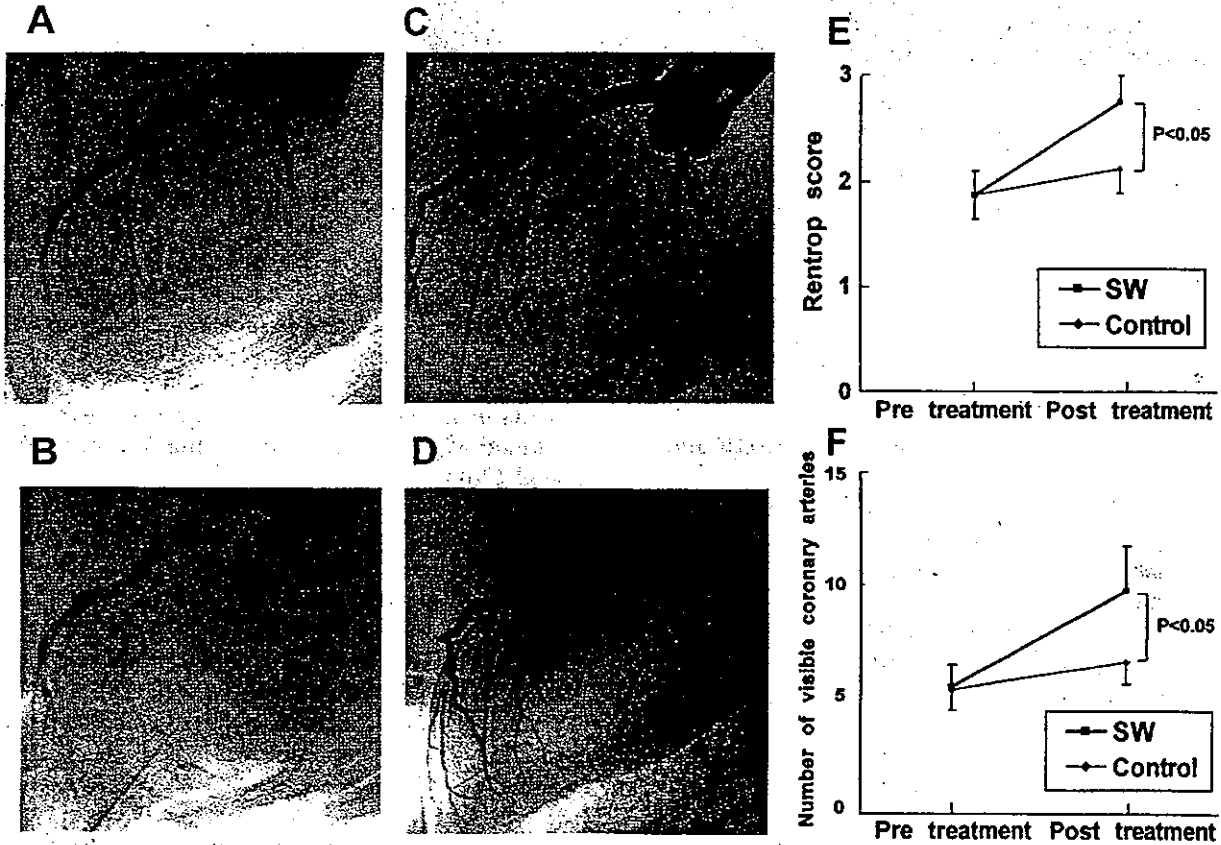 A
C
B
D
E
3
2
1
0
Rentrop score
P<0.05
SW
Control
Pre treatment Post treatment
F
15
10
5
0
Number of visible coronary arteries
P<0.05
SW
Control
Pre treatment Post treatment